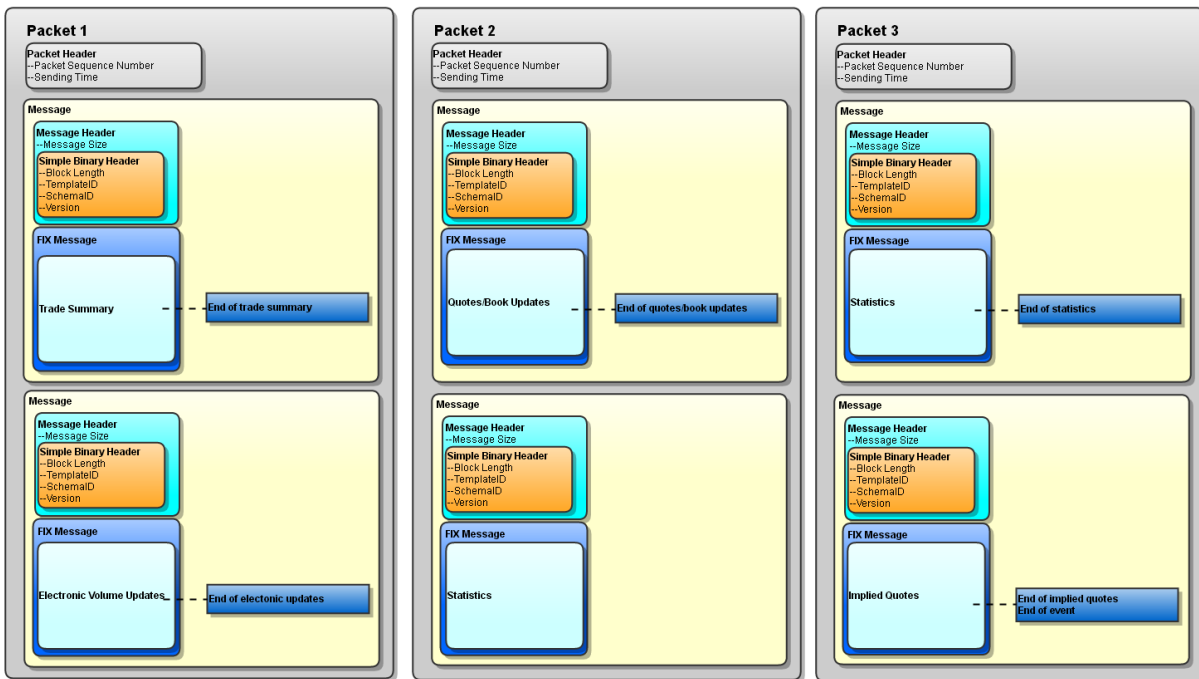 Packet 1
Packet Header
--Packet Sequence Number
--Sending Time
Message
Message Header
--Message Size
Simple Binary Header
--Block Length
--TemplateID
--SchemaID
--Version
FIX Message
Trade Summary
End of trade summary
Message
Message Header
--Message Size
Simple Binary Header
--Block Length
--TemplateID
--SchemaID
--Version
FIX Message
Electronic Volume Updates
End of electonic updates
Packet 2
Packet Header
--Packet Sequence Number
--Sending Time
Message
Message Header
--Message Size
Simple Binary Header
--Block Length
--TemplateID
--SchemaID
--Version
FIX Message
Quotes/Book Updates
End of quotes/book updates
Message
Message Header
--Message Size
Simple Binary Header
--Block Length
--TemplateID
--SchemaID
--Version
FIX Message
Statistics
Packet 3
Packet Header
--Packet Sequence Number
--Sending Time
Message
Message Header
--Message Size
Simple Binary Header
--Block Length
--TemplateID
--SchemaID
--Version
FIX Message
Statistics
End of statistics
Message
Message Header
--Message Size
Simple Binary Header
--Block Length
--TemplateID
--SchemaID
--Version
FIX Message
Implied Quotes
End of implied quotes
End of event